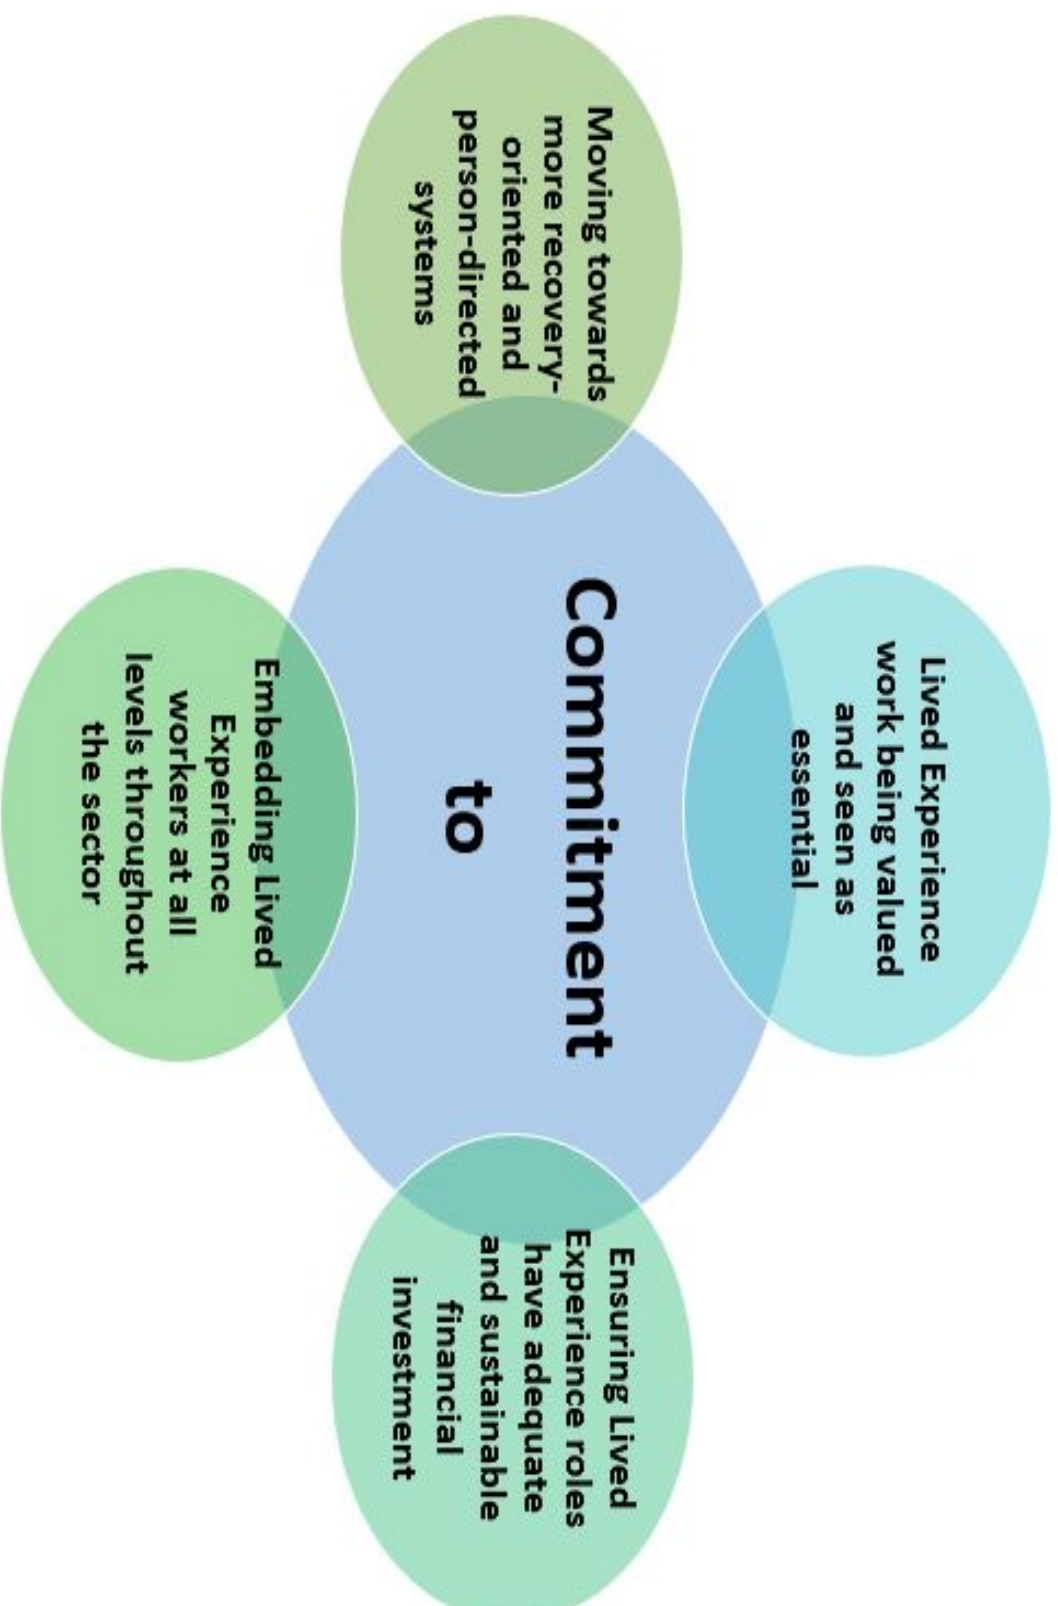 Lived Experience
work being valued
and seen as
essential
Moving towards
more recovery-
oriented and
person-directed
systems
Commitment
to
Ensuring Lived
Experience roles
have adequate
and sustainable
financial
investment
Embedding Lived
Experience
workers at all
levels throughout
the sector